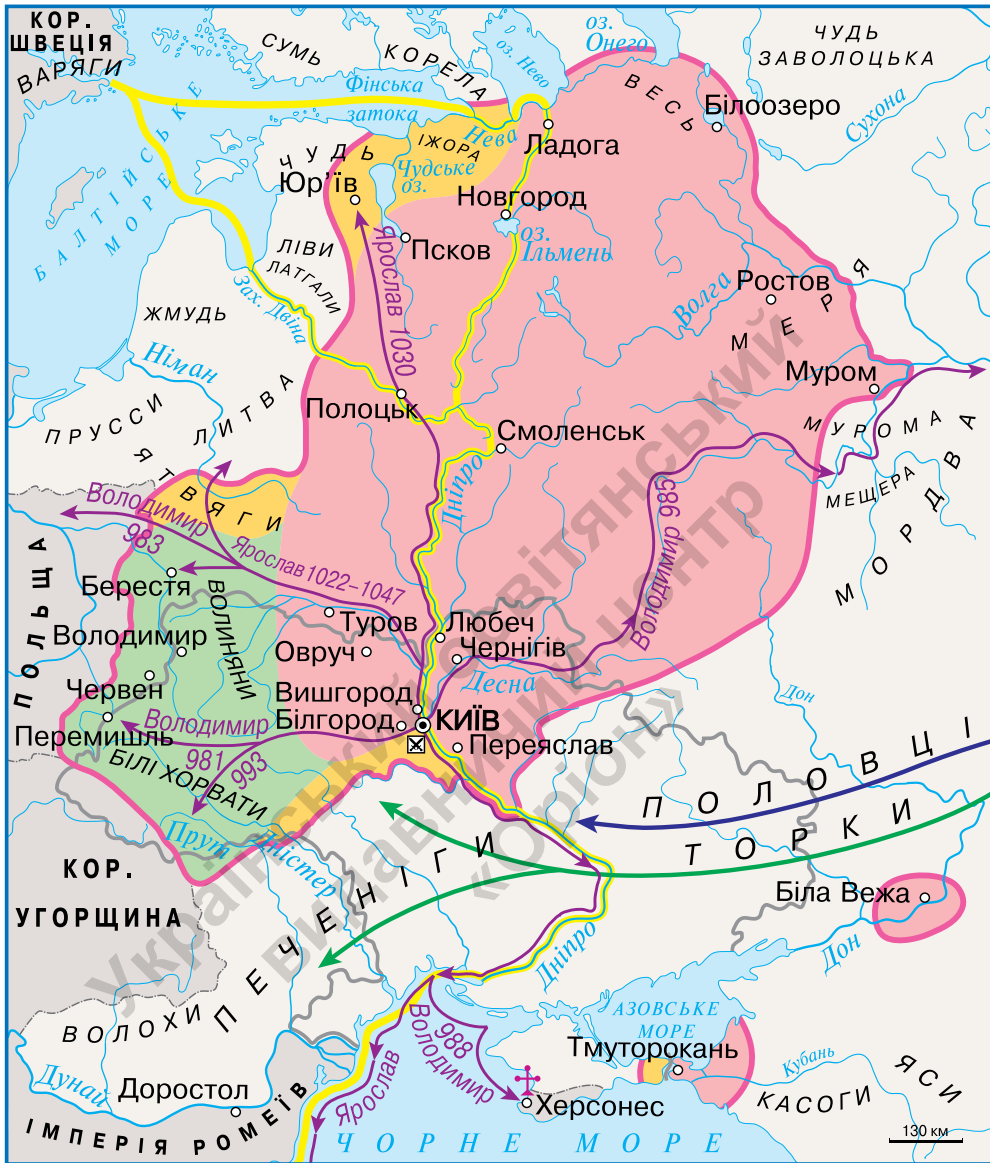 КОР.
ШВЕЦІЯ
ВАРЯГИ
СУМЬ
КОРЕЛА
оз. Нево
оз.
Онего
ЧУДЬ
ЗАВОЛОЦЬКА
Фінська
затока
Нева
ВЕСЬ
Білоозеро
Сухона
БАЛТІЙСЬКЕ
МОРЕ
ЧУДЬ
ІЖОРА
Ладога
Чудське
оз.
Юр'їв
Новгород
оз.
Ільмень
Псков
Ярослав 1030
ЛІВИ
ЛАТГАЛИ
Зах. Двіна
Волга
Ростов
МЕРЯ
ЖМУДЬ
Німан
Муром
МУРОМА
МЕЩЕРА
МОРДВА
ПРУССИ
ЛИТВА
Полоцьк
Смоленськ
Дніпро
ЯТВЯГИ
Володимир
983
Ярослав 1022–1047
Володимир 985
ПОЛЬЩА
Берестя
ВОЛИНЯНИ
Туров
Любеч
Володимир
Овруч
Чернігів
Десна
Червен
Вишгород
Перемишль
Володимир
981
993
Білгород
КИЇВ
Переяслав
БІЛІ ХОРВАТИ
Дон
Прут
Дністер
ПОЛОВЦІ
ТОРКИ
ПЕЧЕНІГИ
КОР.
УГОРЩИНА
Біла Вежа
Дон
Дніпро
ВОЛОХИ
АЗОВСЬКЕ
МОРЕ
988
Володимир
Тмуторокань
Кубань
ЯСИ
КАСОГИ
Дунай
Доростол
Ярослав
Херсонес
ІМПЕРІЯ РОМЕЇВ
ЧОРНЕ МОРЕ
130 км
Український освітянський
видавничий центр
«Оріон»